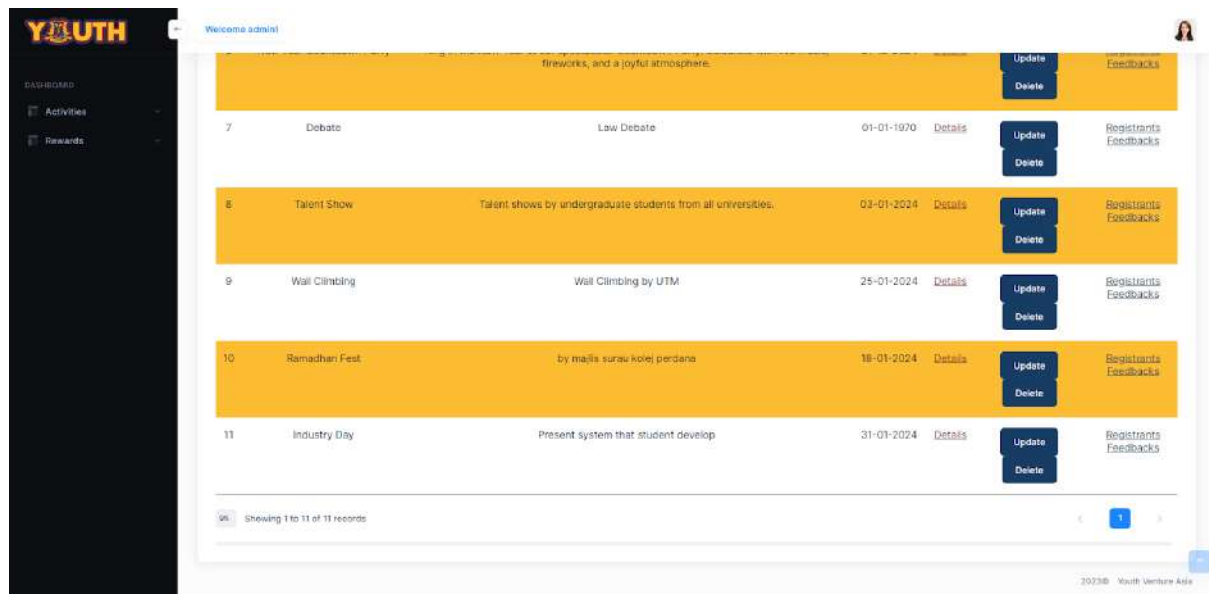 YOUTH
Welcome admin!
DASHBOARD
Activities
Rewards
fireworks, and a joyful atmosphere.
Update
Feedbacks
Delete
7 Debate Law Debate 01-01-1970 Details Update Registrants
Feedbacks
Delete
8 Talent Show Talent shows by undergraduate students from all universities. 03-01-2024 Details Update Registrants
Feedbacks
Delete
9 Wall Climbing Wall Climbing by UTM 25-01-2024 Details Update Registrants
Feedbacks
Delete
10 Ramadhan Fest by majlis surau kolej perdana 18-01-2024 Details Update Registrants
Feedbacks
Delete
11 Industry Day Present system that student develop 31-01-2024 Details Update Registrants
Feedbacks
Delete
Showing 1 to 11 of 11 records
1
2023© Youth Venture Asia